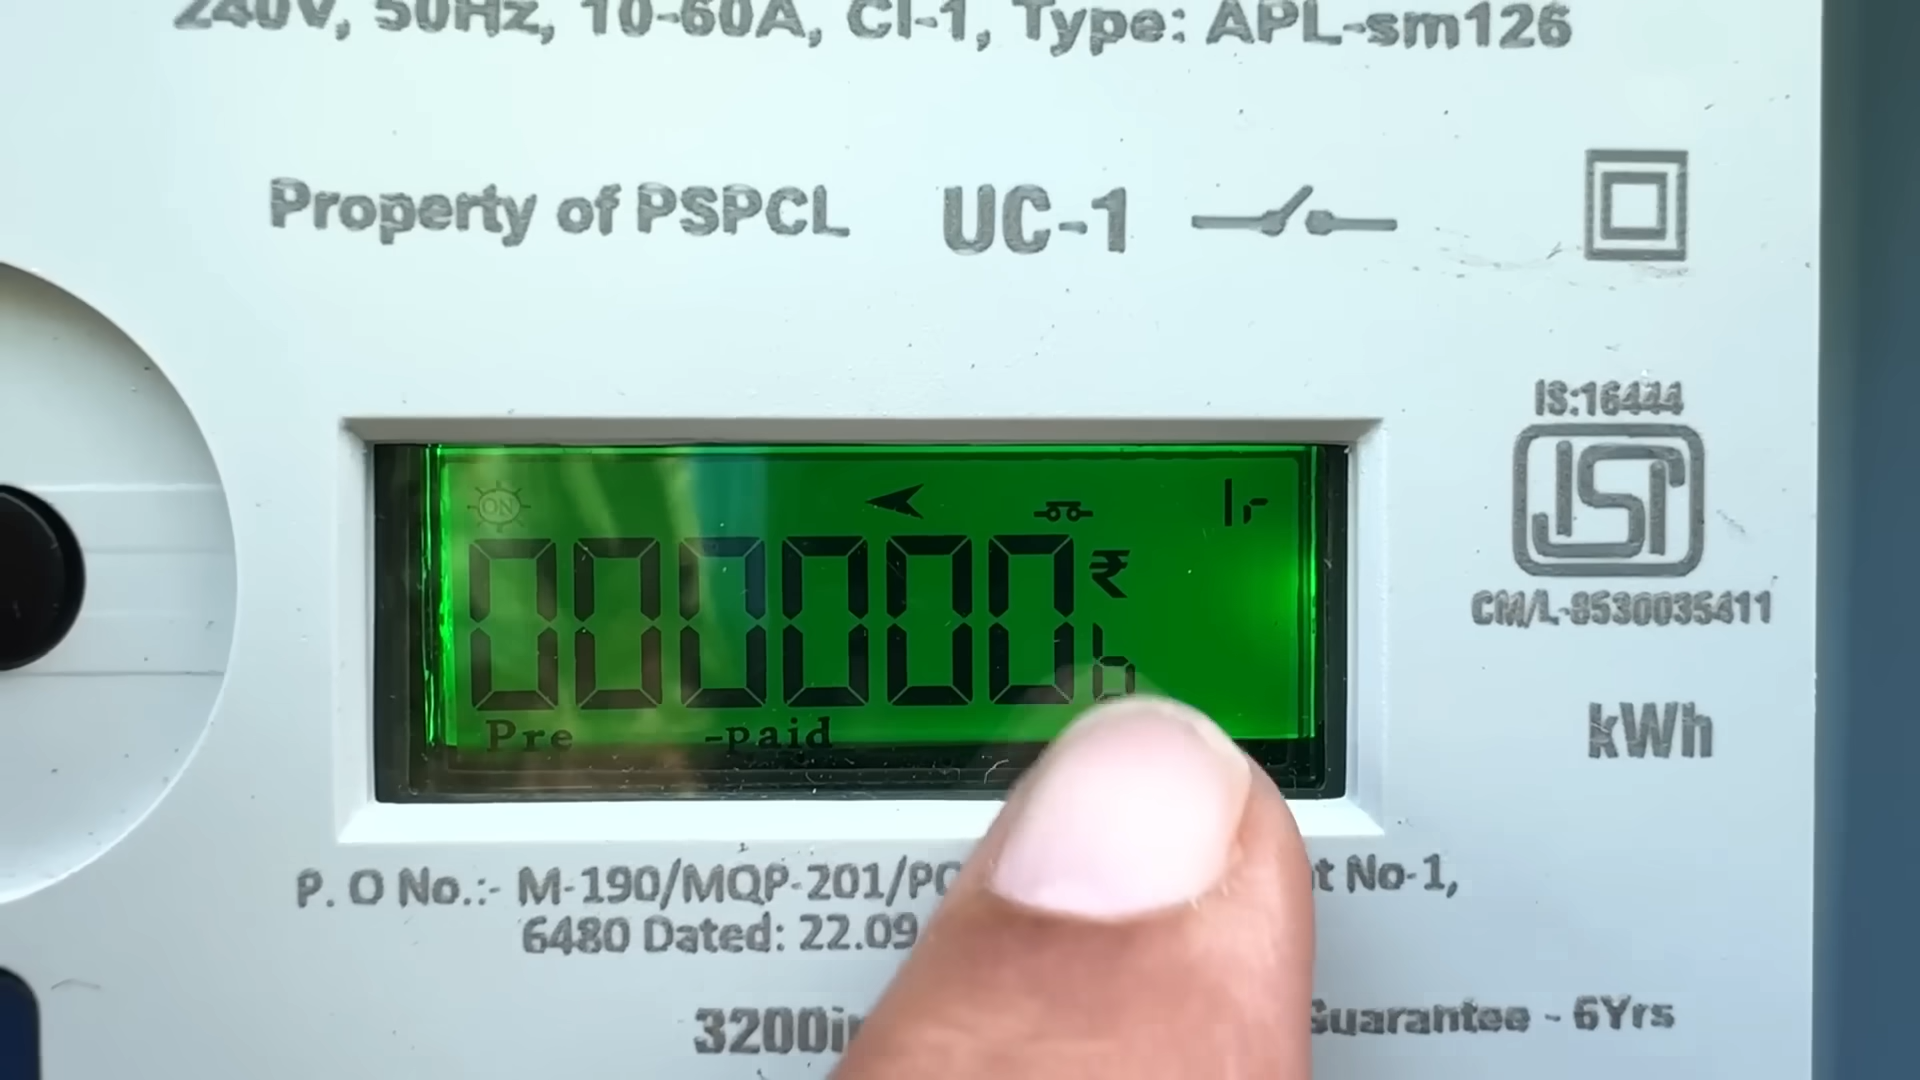 240V, 50Hz, 10-60A, Cl-1, Type: APL-sm126
Property of PSPCL UC-1
IS:16444
ISI
CM/L-8530035411
ON
000000 ₹
b
Pre -paid
kWh
P. O No.:- M-190/MQP-201/PO t No-1,
6480 Dated: 22.09
3200i
Guarantee - 6Yrs